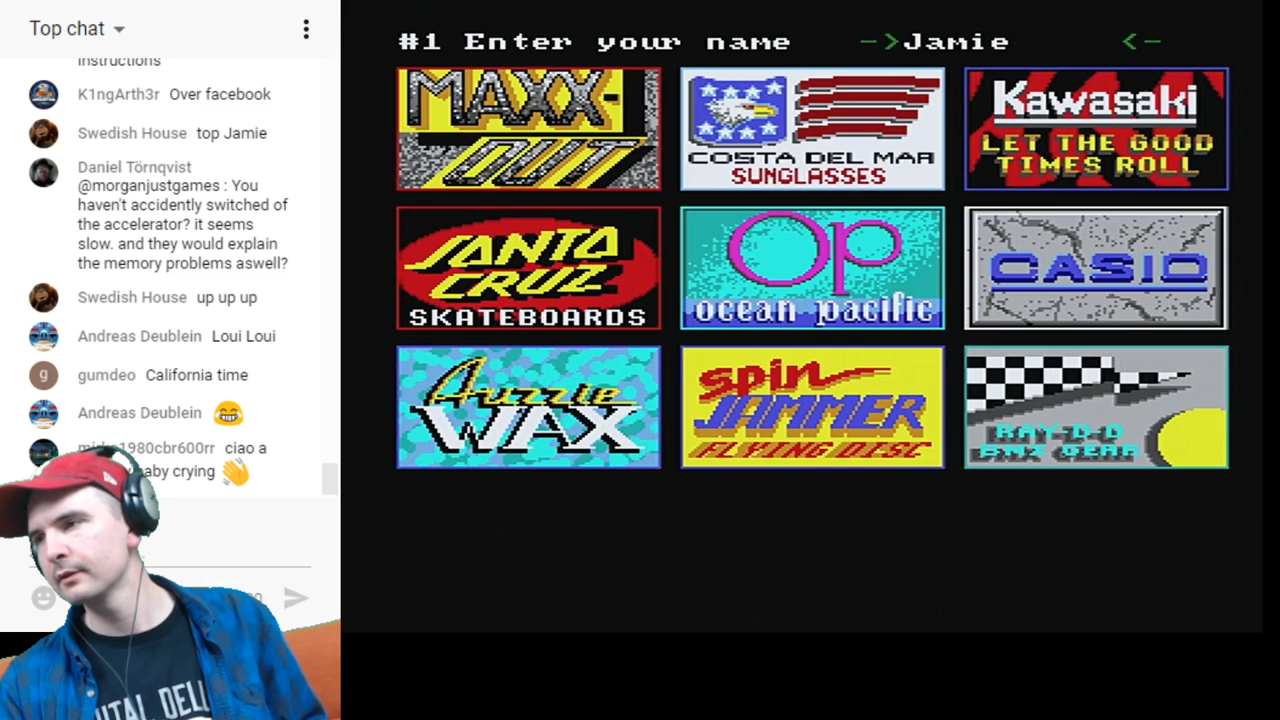 Top chat
instructions
K1ngArth3r Over facebook
Swedish House top Jamie
Daniel Törnqvist
@morganjustgames : You
haven't accidently switched of
the accelerator? it seems
slow. and they would explain
the memory problems aswell?
Swedish House up up up
Andreas Deublein Loui Loui
g gumdeo California time
Andreas Deublein 😂
1980cbr600rr ciao a
baby crying 👋
#1 Enter your name ->Jamie <-
MAXX-
OUT
COSTA DEL MAR
SUNGLASSES
Kawasaki
LET THE GOOD
TIMES ROLL
SANTA
CRUZ
SKATEBOARDS
Op
ocean pacific
CASIO
Auzzie
WAX
spin
JAMMER
FLYING DISC
RAY-D-O
BMX GEAR